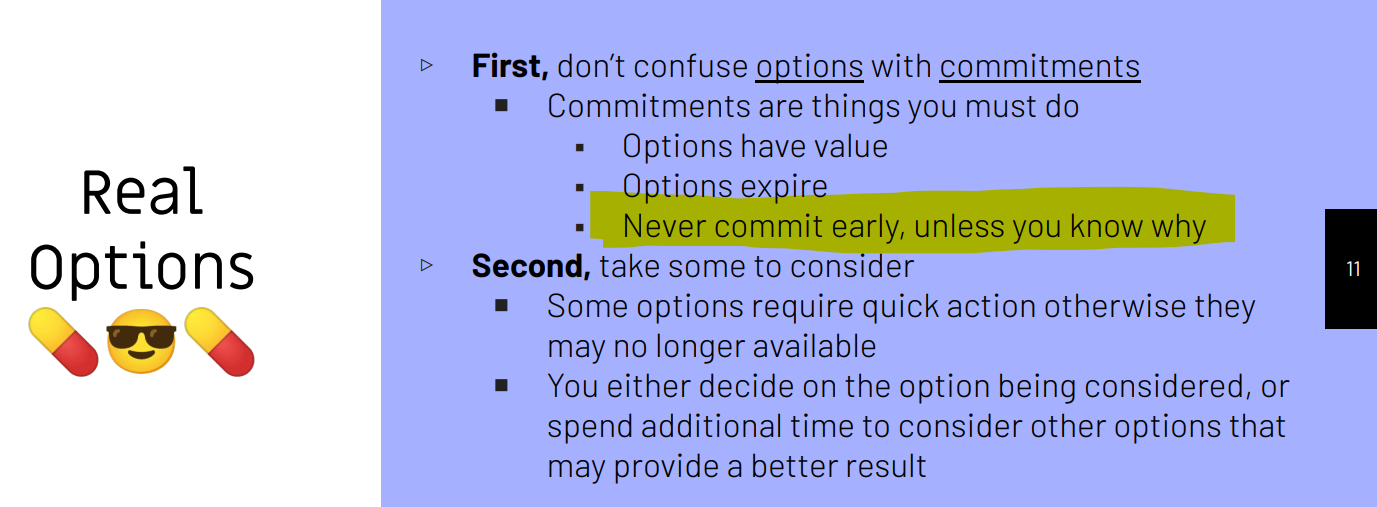 Real
Options
First, don't confuse options with commitments
Commitments are things you must do
Options have value
Options expire
Never commit early, unless you know why
Second, take some to consider
Some options require quick action otherwise they
may no longer available
You either decide on the option being considered, or
spend additional time to consider other options that
may provide a better result
11